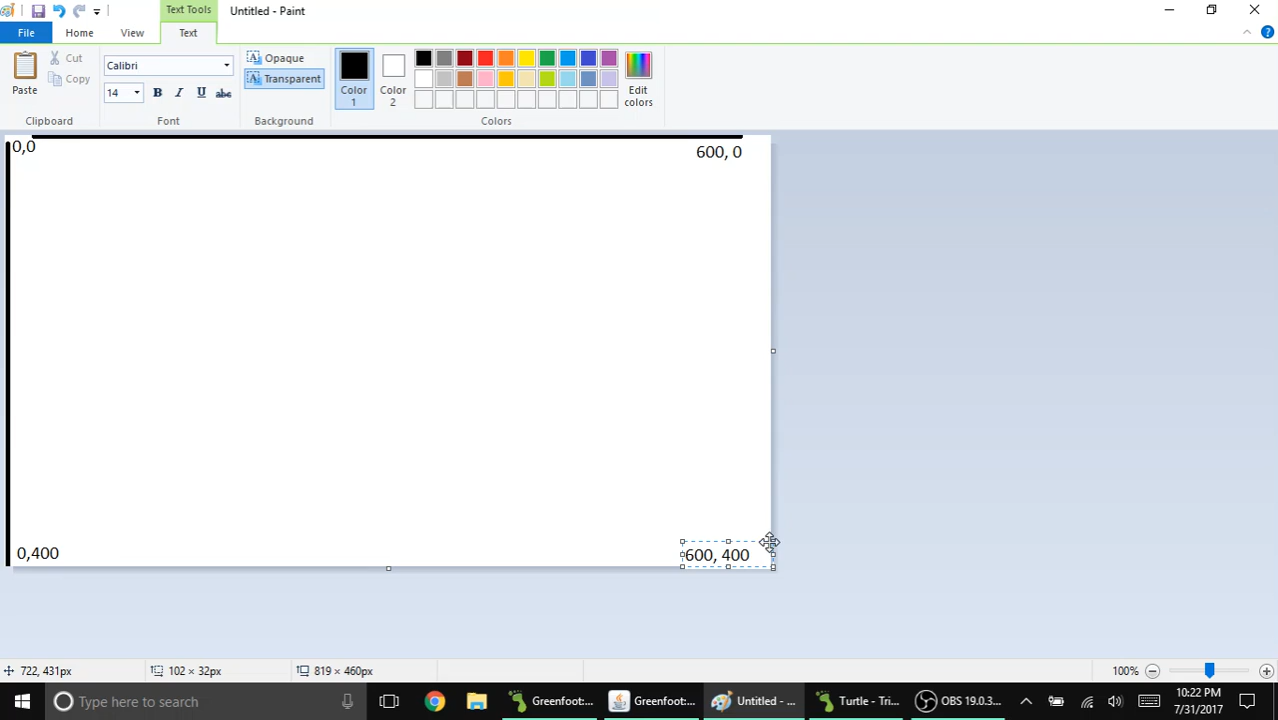 Text Tools
Untitled - Paint
File
Home
View
Text
Paste
Cut
Copy
Clipboard
Calibri
14
B I U abc
Font
A Opaque
A Transparent
Background
Color 1
Color 2
Edit colors
Colors
?
0,0
600, 0
0,400
600, 400
722, 431px
102 × 32px
819 × 460px
100%
Type here to search
Greenfoot:...
Greenfoot:...
Untitled - ...
Turtle - Tri...
OBS 19.0.3...
10:22 PM
7/31/2017